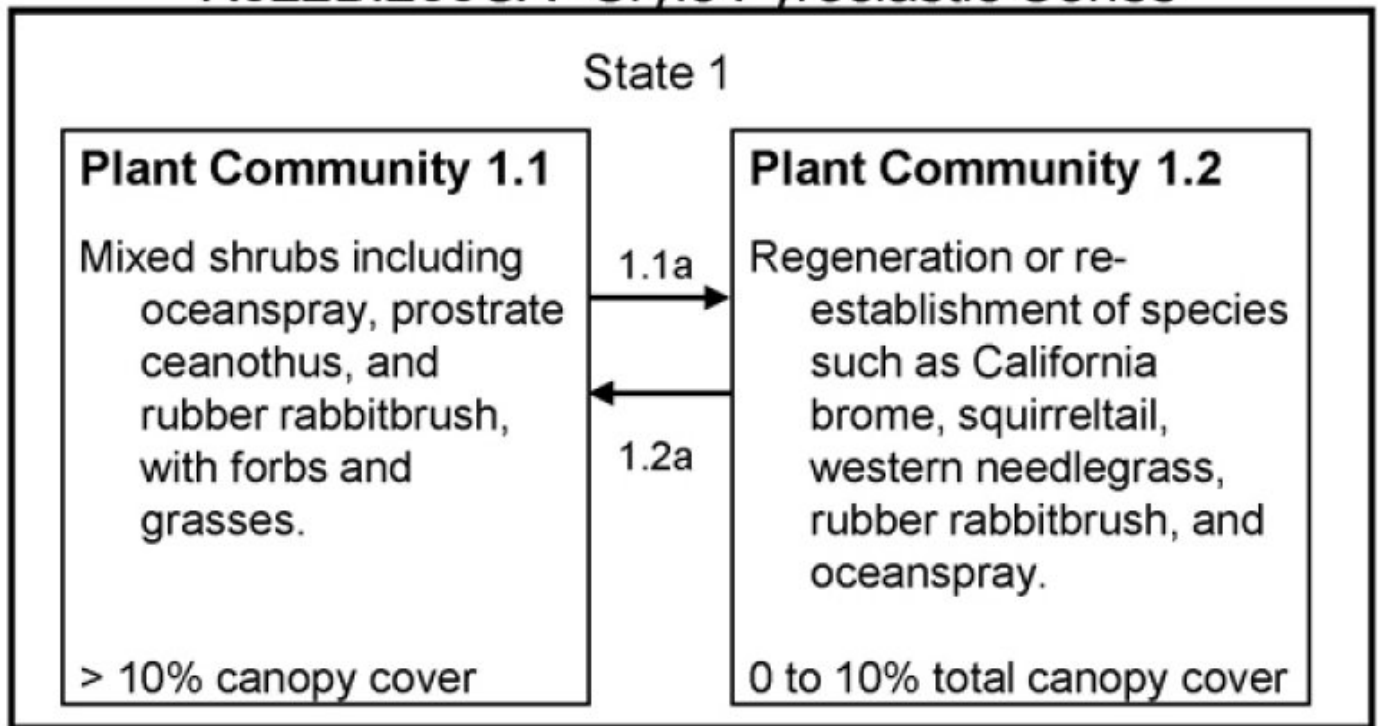 State 1
Plant Community 1.1
Mixed shrubs including
oceanspray, prostrate
ceanothus, and
rubber rabbitbrush,
with forbs and
grasses.
> 10% canopy cover
1.1a
1.2a
Plant Community 1.2
Regeneration or re-
establishment of species
such as California
brome, squirreltail,
western needlegrass,
rubber rabbitbrush, and
oceanspray.
0 to 10% total canopy cover